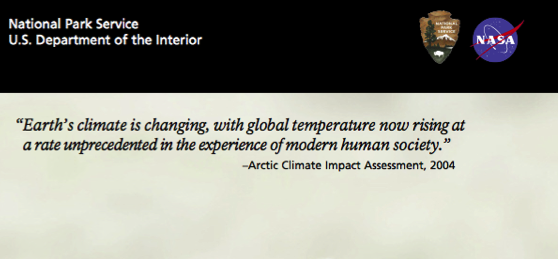 National Park Service
U.S. Department of the Interior
NATIONAL
PARK
SERVICE
NASA
“Earth’s climate is changing, with global temperature now rising at
a rate unprecedented in the experience of modern human society.”
–Arctic Climate Impact Assessment, 2004